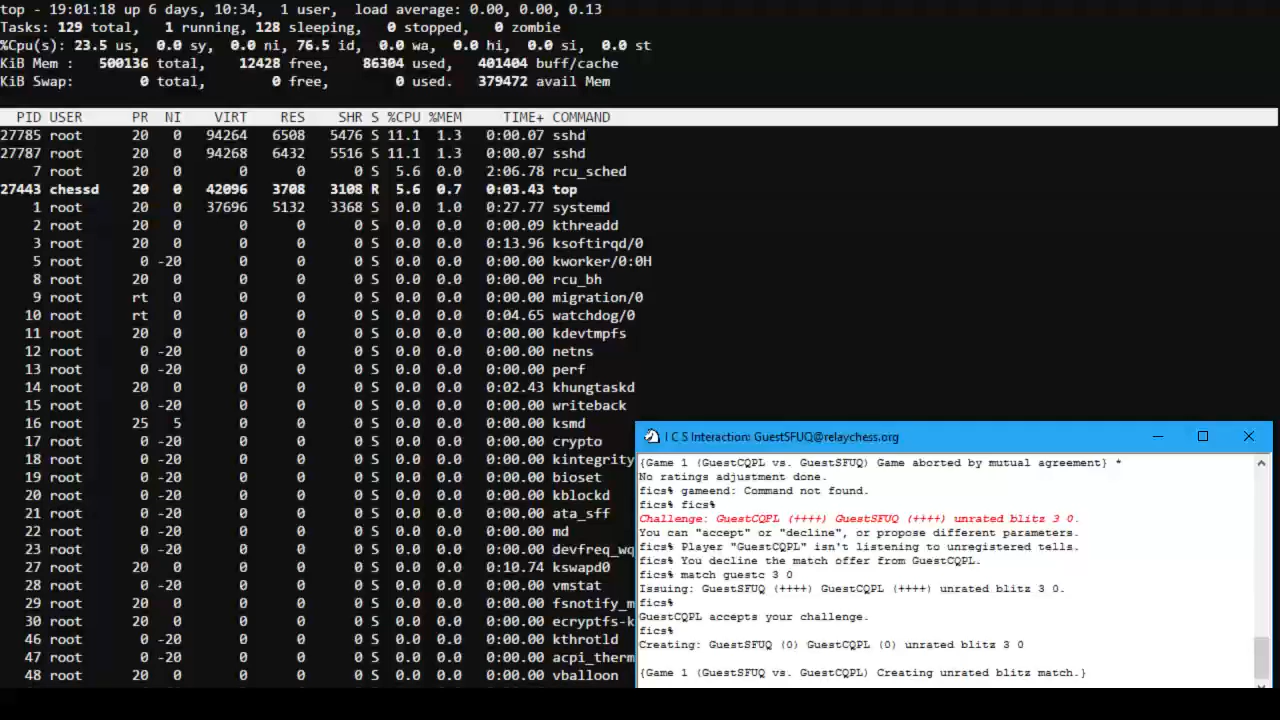 top - 19:01:18 up 6 days, 10:34,  1 user,  load average: 0.00, 0.00, 0.13
Tasks: 129 total,   1 running, 128 sleeping,   0 stopped,   0 zombie
%Cpu(s): 23.5 us,  0.0 sy,  0.0 ni, 76.5 id,  0.0 wa,  0.0 hi,  0.0 si,  0.0 st
KiB Mem :   500136 total,    12428 free,    86304 used,   401404 buff/cache
KiB Swap:        0 total,        0 free,        0 used.   379472 avail Mem
PID USER      PR  NI    VIRT    RES    SHR S %CPU %MEM     TIME+ COMMAND
27785 root      20   0   94264   6508   5476 S 11.1  1.3   0:00.07 sshd
27787 root      20   0   94268   6432   5516 S 11.1  1.3   0:00.07 sshd
7 root      20   0       0      0      0 S  5.6  0.0   2:06.78 rcu_sched
27443 chessd    20   0   42096   3708   3108 R  5.6  0.7   0:03.43 top
1 root      20   0   37696   5132   3368 S  0.0  1.0   0:27.77 systemd
2 root      20   0       0      0      0 S  0.0  0.0   0:00.09 kthreadd
3 root      20   0       0      0      0 S  0.0  0.0   0:13.96 ksoftirqd/0
5 root       0 -20       0      0      0 S  0.0  0.0   0:00.00 kworker/0:0H
8 root      20   0       0      0      0 S  0.0  0.0   0:00.00 rcu_bh
9 root      rt   0       0      0      0 S  0.0  0.0   0:00.00 migration/0
10 root      rt   0       0      0      0 S  0.0  0.0   0:04.65 watchdog/0
11 root      20   0       0      0      0 S  0.0  0.0   0:00.00 kdevtmpfs
12 root       0 -20       0      0      0 S  0.0  0.0   0:00.00 netns
13 root       0 -20       0      0      0 S  0.0  0.0   0:00.00 perf
14 root      20   0       0      0      0 S  0.0  0.0   0:02.43 khungtaskd
15 root       0 -20       0      0      0 S  0.0  0.0   0:00.00 writeback
16 root      25   5       0      0      0 S  0.0  0.0   0:00.00 ksmd
17 root       0 -20       0      0      0 S  0.0  0.0   0:00.00 crypto
18 root       0 -20       0      0      0 S  0.0  0.0   0:00.00 kintegrity
19 root       0 -20       0      0      0 S  0.0  0.0   0:00.00 bioset
20 root       0 -20       0      0      0 S  0.0  0.0   0:00.00 kblockd
21 root       0 -20       0      0      0 S  0.0  0.0   0:00.00 ata_sff
22 root       0 -20       0      0      0 S  0.0  0.0   0:00.00 md
23 root       0 -20       0      0      0 S  0.0  0.0   0:00.00 devfreq_wq
27 root      20   0       0      0      0 S  0.0  0.0   0:10.74 kswapd0
28 root       0 -20       0      0      0 S  0.0  0.0   0:00.00 vmstat
29 root      20   0       0      0      0 S  0.0  0.0   0:00.00 fsnotify_m
30 root      20   0       0      0      0 S  0.0  0.0   0:00.00 ecryptfs-k
46 root       0 -20       0      0      0 S  0.0  0.0   0:00.00 kthrotld
47 root       0 -20       0      0      0 S  0.0  0.0   0:00.00 acpi_therm
48 root      20   0       0      0      0 S  0.0  0.0   0:00.00 vballoon
I C S Interaction: GuestSFUQ@relaychess.org
{Game 1 (GuestCQPL vs. GuestSFUQ) Game aborted by mutual agreement} *
No ratings adjustment done.
fics% gameend: Command not found.
fics% fics%
Challenge: GuestCQPL (++++) GuestSFUQ (++++) unrated blitz 3 0.
You can "accept" or "decline", or propose different parameters.
fics% Player "GuestCQPL" isn't listening to unregistered tells.
fics% You decline the match offer from GuestCQPL.
fics% match guestc 3 0
Issuing: GuestSFUQ (++++) GuestCQPL (++++) unrated blitz 3 0.
fics%
GuestCQPL accepts your challenge.
fics%
Creating: GuestSFUQ (0) GuestCQPL (0) unrated blitz 3 0
{Game 1 (GuestSFUQ vs. GuestCQPL) Creating unrated blitz match.}